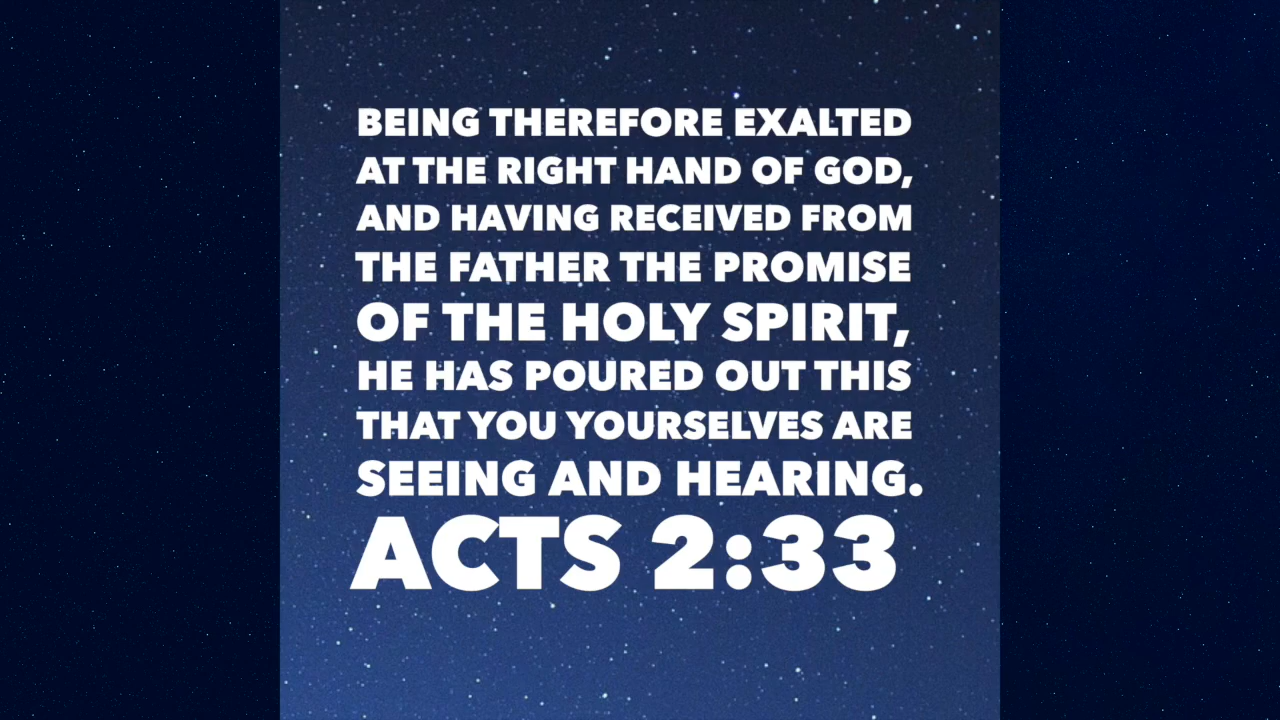 BEING THEREFORE EXALTED
AT THE RIGHT HAND OF GOD,
AND HAVING RECEIVED FROM
THE FATHER THE PROMISE
OF THE HOLY SPIRIT,
HE HAS POURED OUT THIS
THAT YOU YOURSELVES ARE
SEEING AND HEARING.
ACTS 2:33